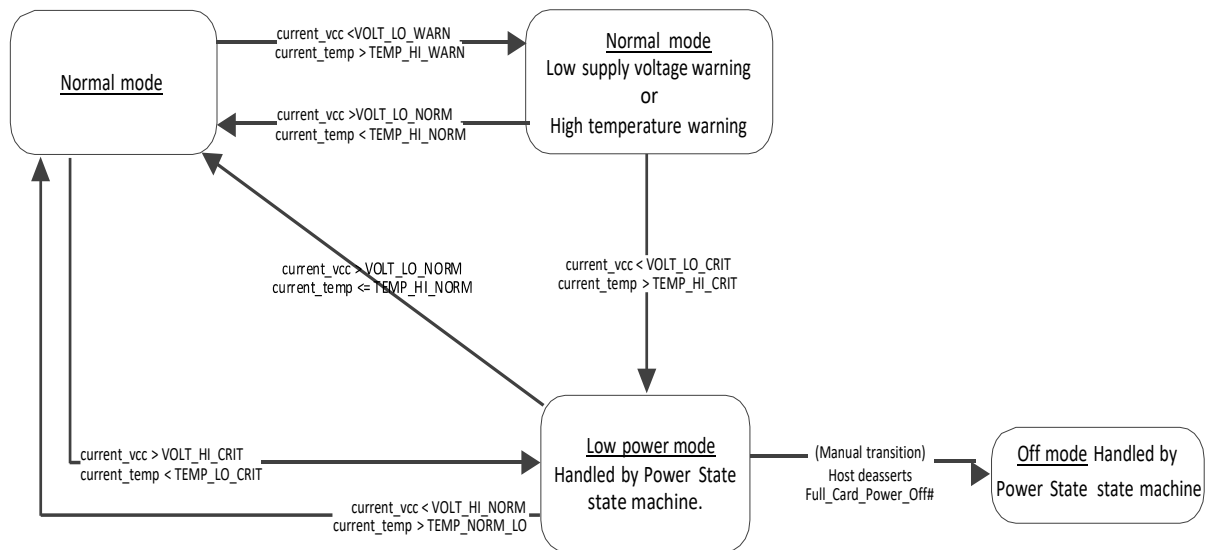 Normal mode
current_vcc <VOLT_LO_WARN
current_temp > TEMP_HI_WARN
Normal mode
Low supply voltage warning
or
High temperature warning
current_vcc >VOLT_LO_NORM
current_temp < TEMP_HI_NORM
current_vcc > VOLT_LO_NORM
current_temp <= TEMP_HI_NORM
current_vcc < VOLT_LO_CRIT
current_temp > TEMP_HI_CRIT
current_vcc > VOLT_HI_CRIT
current_temp < TEMP_LO_CRIT
current_vcc < VOLT_HI_NORM
current_temp > TEMP_NORM_LO
Low power mode
Handled by Power State
state machine.
(Manual transition)
Host deasserts
Full_Card_Power_Off#
Off mode Handled by
Power State state machine